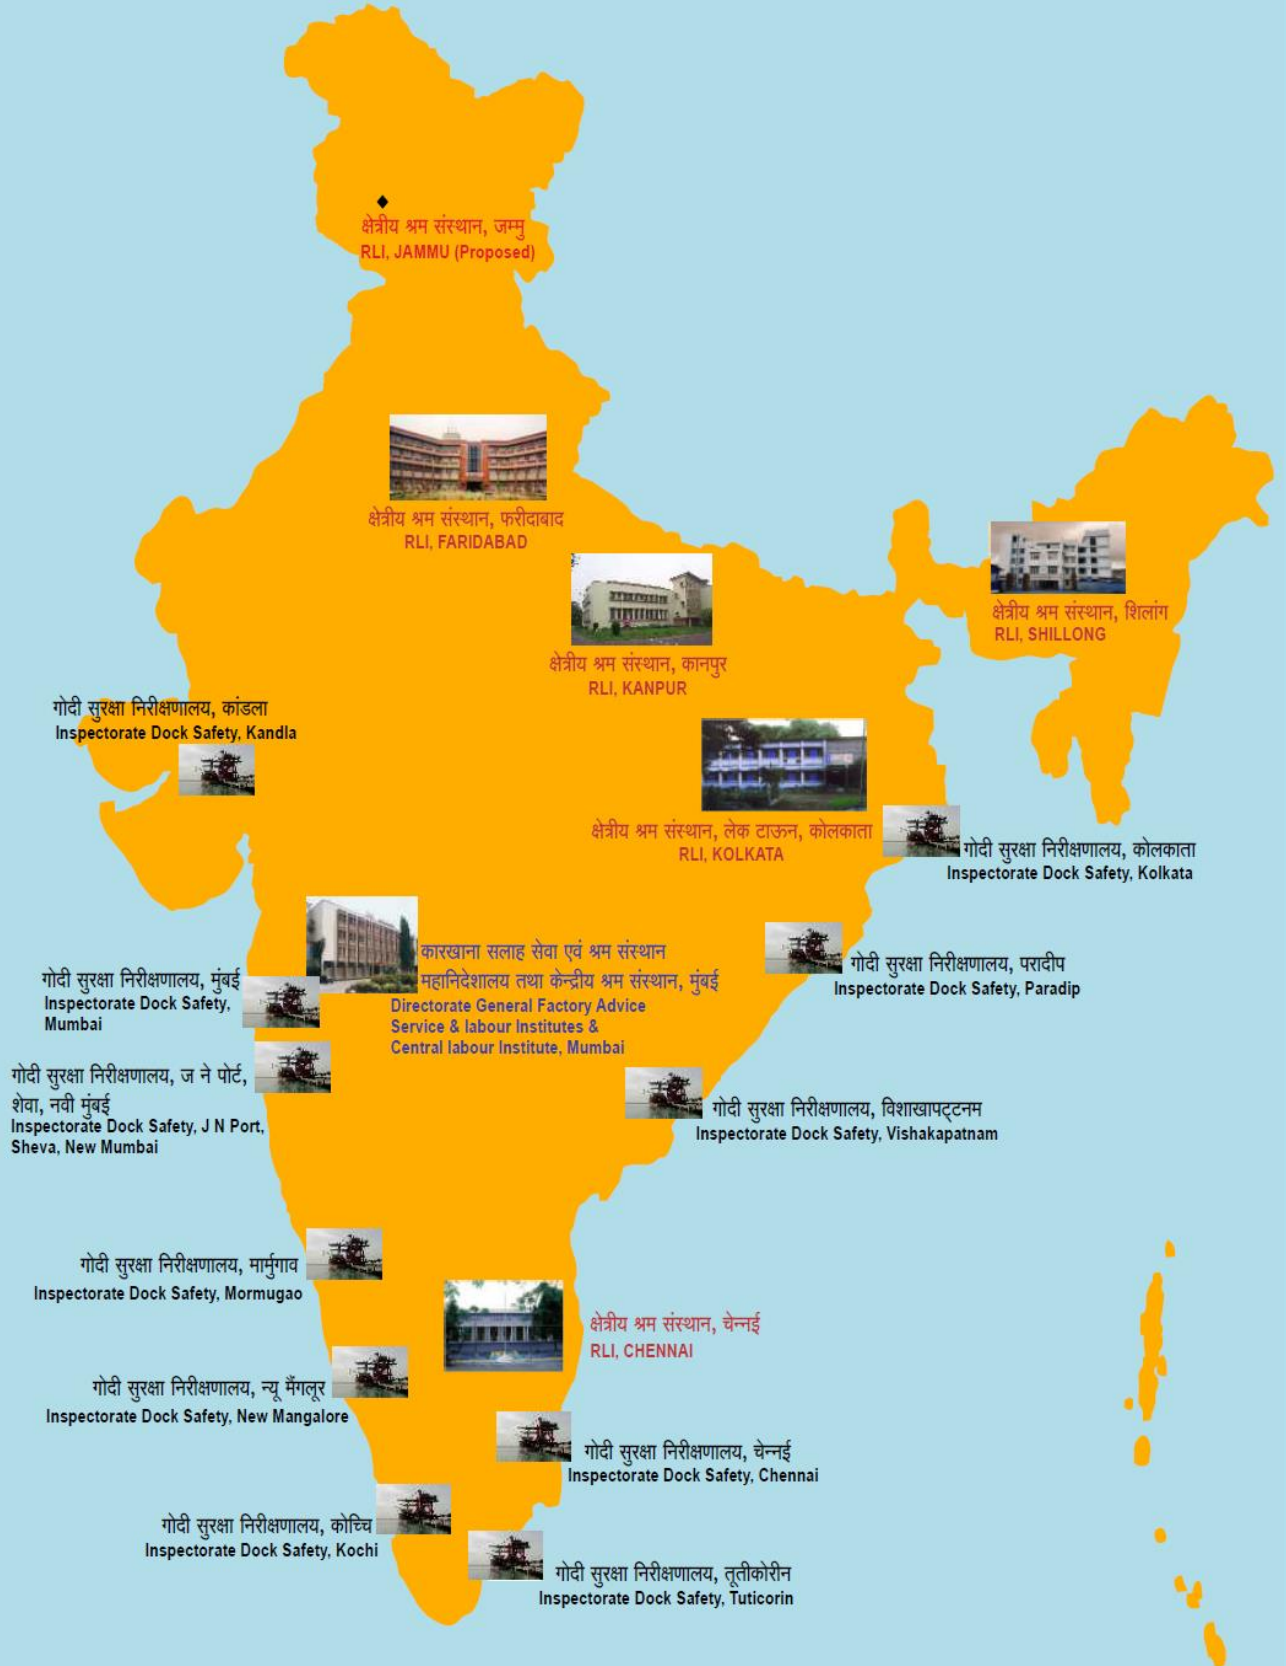 क्षेत्रीय श्रम संस्थान, जम्मु
RLI, JAMMU (Proposed)
क्षेत्रीय श्रम संस्थान, फरीदाबाद
RLI, FARIDABAD
क्षेत्रीय श्रम संस्थान, शिलांग
RLI, SHILLONG
क्षेत्रीय श्रम संस्थान, कानपुर
RLI, KANPUR
गोदी सुरक्षा निरीक्षणालय, कांडला
Inspectorate Dock Safety, Kandla
क्षेत्रीय श्रम संस्थान, लेक टाऊन, कोलकाता
RLI, KOLKATA
गोदी सुरक्षा निरीक्षणालय, कोलकाता
Inspectorate Dock Safety, Kolkata
कारखाना सलाह सेवा एवं श्रम संस्थान
महानिदेशालय तथा केन्द्रीय श्रम संस्थान, मुंबई
Directorate General Factory Advice
Service & labour Institutes &
Central labour Institute, Mumbai
गोदी सुरक्षा निरीक्षणालय, परादीप
Inspectorate Dock Safety, Paradip
गोदी सुरक्षा निरीक्षणालय, मुंबई
Inspectorate Dock Safety,
Mumbai
गोदी सुरक्षा निरीक्षणालय, ज ने पोर्ट,
शेवा, नवी मुंबई
Inspectorate Dock Safety, J N Port,
Sheva, New Mumbai
गोदी सुरक्षा निरीक्षणालय, विशाखापट्टनम
Inspectorate Dock Safety, Vishakapatnam
गोदी सुरक्षा निरीक्षणालय, मार्मुगाव
Inspectorate Dock Safety, Mormugao
क्षेत्रीय श्रम संस्थान, चेन्नई
RLI, CHENNAI
गोदी सुरक्षा निरीक्षणालय, न्यू मैंगलूर
Inspectorate Dock Safety, New Mangalore
गोदी सुरक्षा निरीक्षणालय, चेन्नई
Inspectorate Dock Safety, Chennai
गोदी सुरक्षा निरीक्षणालय, कोच्चि
Inspectorate Dock Safety, Kochi
गोदी सुरक्षा निरीक्षणालय, तूतीकोरीन
Inspectorate Dock Safety, Tuticorin